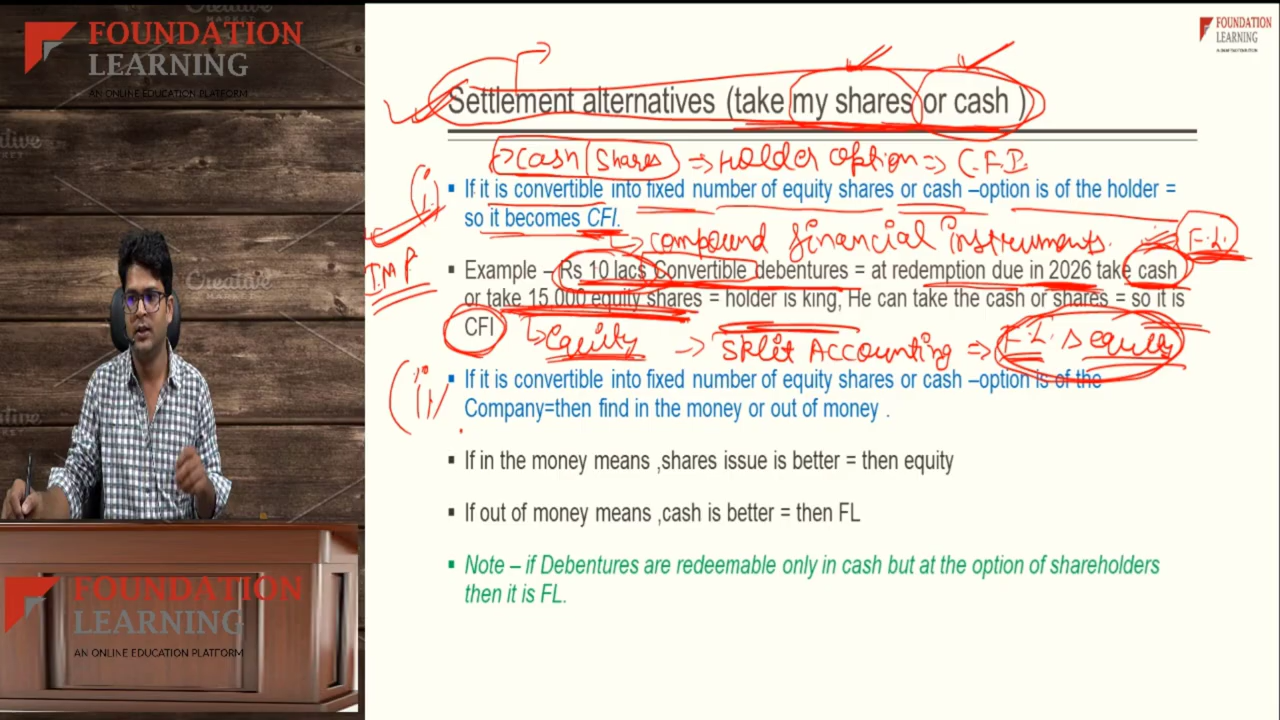 FOUNDATION
LEARNING
AN ONLINE EDUCATION PLATFORM
FOUNDATION
LEARNING
Settlement alternatives (take my shares or cash )
Cash | Shares ⇒ Holder option ⇒ C.F.I.
(i)
▪ If it is convertible into fixed number of equity shares or cash –option is of the holder =
so it becomes CFI.
compound financial instruments.
F.L.
IMP
▪ Example – Rs 10 lacs Convertible debentures = at redemption due in 2026 take cash
or take 15,000 equity shares = holder is king, He can take the cash or shares = so it is
CFI
Equity → Split Accounting ⇒ F.L. & equity
(ii)
▪ If it is convertible into fixed number of equity shares or cash –option is of the
Company=then find in the money or out of money .
▪ If in the money means ,shares issue is better = then equity
▪ If out of money means ,cash is better = then FL
▪ Note – if Debentures are redeemable only in cash but at the option of shareholders
then it is FL.
FOUNDATION
LEARNING
AN ONLINE EDUCATION PLATFORM